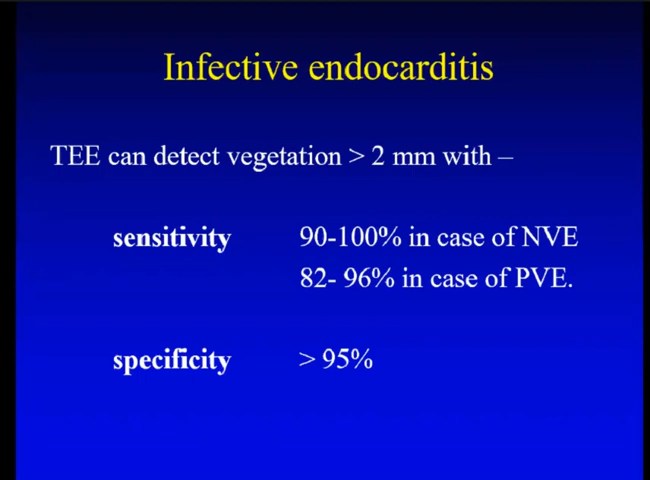 Infective endocarditis
TEE can detect vegetation > 2 mm with –
sensitivity 90-100% in case of NVE
82- 96% in case of PVE.
specificity > 95%